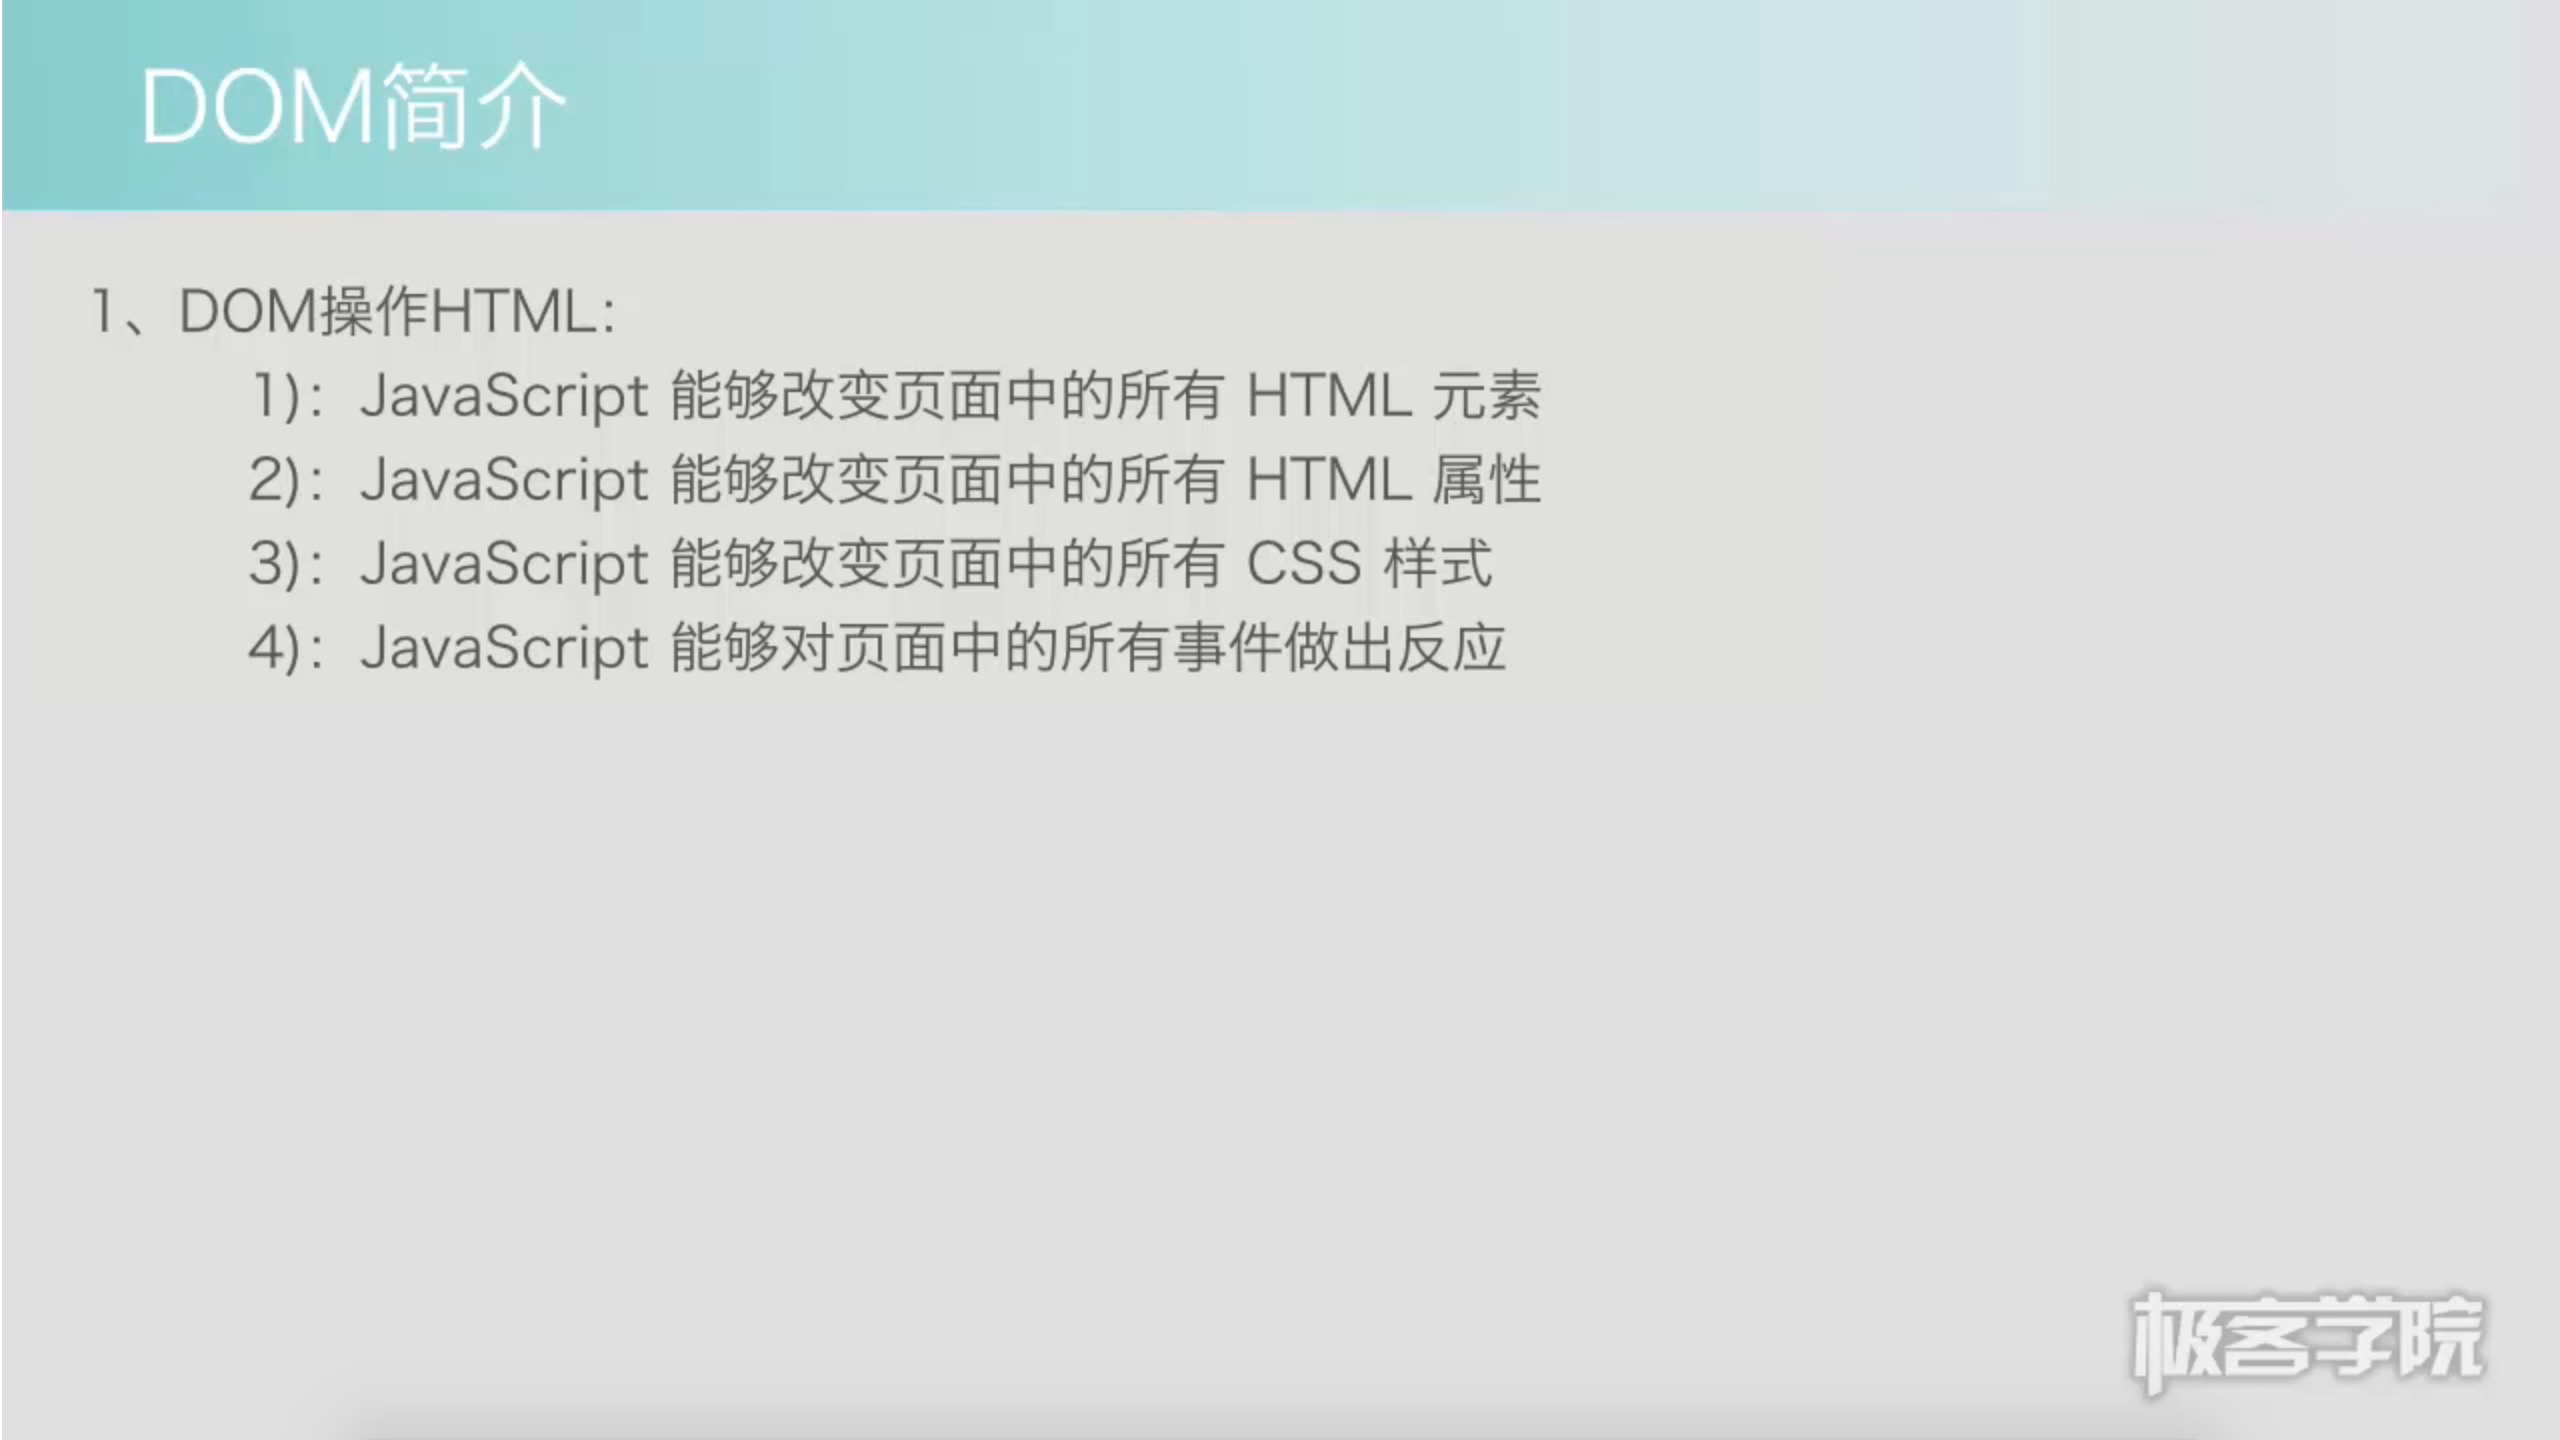 DOM简介
1、DOM操作HTML:
1): JavaScript 能够改变页面中的所有 HTML 元素
2): JavaScript 能够改变页面中的所有 HTML 属性
3): JavaScript 能够改变页面中的所有 CSS 样式
4): JavaScript 能够对页面中的所有事件做出反应
极客学院